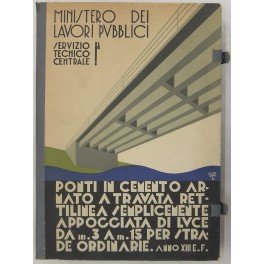 MINISTERO DEI
LAVORI PVBBLICI
SERVIZIO
TECNICO
CENTRALE
PONTI IN CEMENTO AR-
MATO A TRAVATA RET-
TILINEA SEMPLICEMENTE
APPOGGIATA DI LUCE
DA m. 3 A m. 15 PER STRA-
DE ORDINARIE. ANNO XIII E.F.